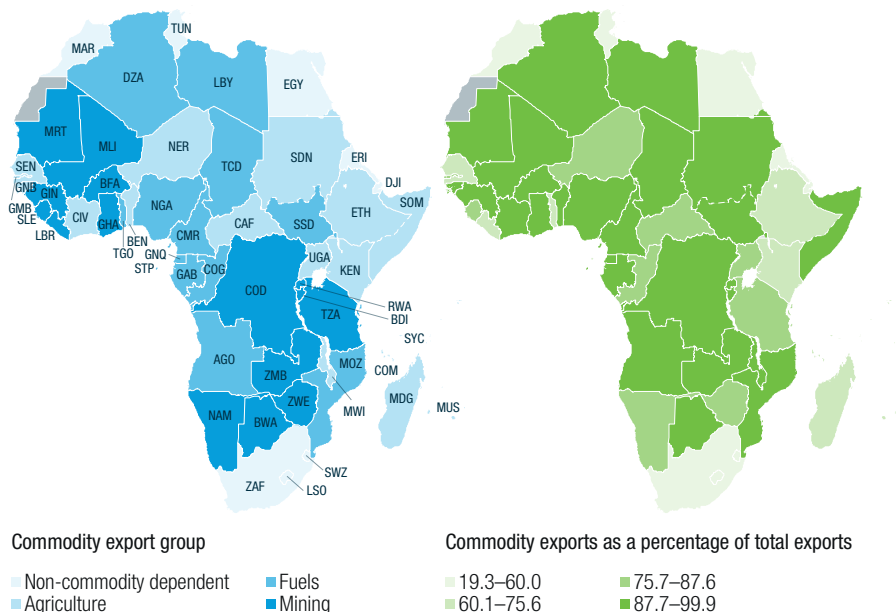 TUN
MAR
DZA
LBY
EGY
MRT
MLI
NER
TCD
SDN
ERI
SEN
GNB
GIN
BFA
DJI
GMB
SLE
CIV
GHA
NGA
SOM
LBR
BEN
TGO
CMR
CAF
SSD
ETH
GNQ
STP
GAB
COG
UGA
KEN
COD
RWA
BDI
TZA
SYC
AGO
ZMB
MOZ
COM
MWI
MDG
MUS
NAM
BWA
ZWE
SWZ
LSO
ZAF
Commodity export group
Non-commodity dependent
Fuels
Agriculture
Mining
Commodity exports as a percentage of total exports
19.3–60.0
75.7–87.6
60.1–75.6
87.7–99.9